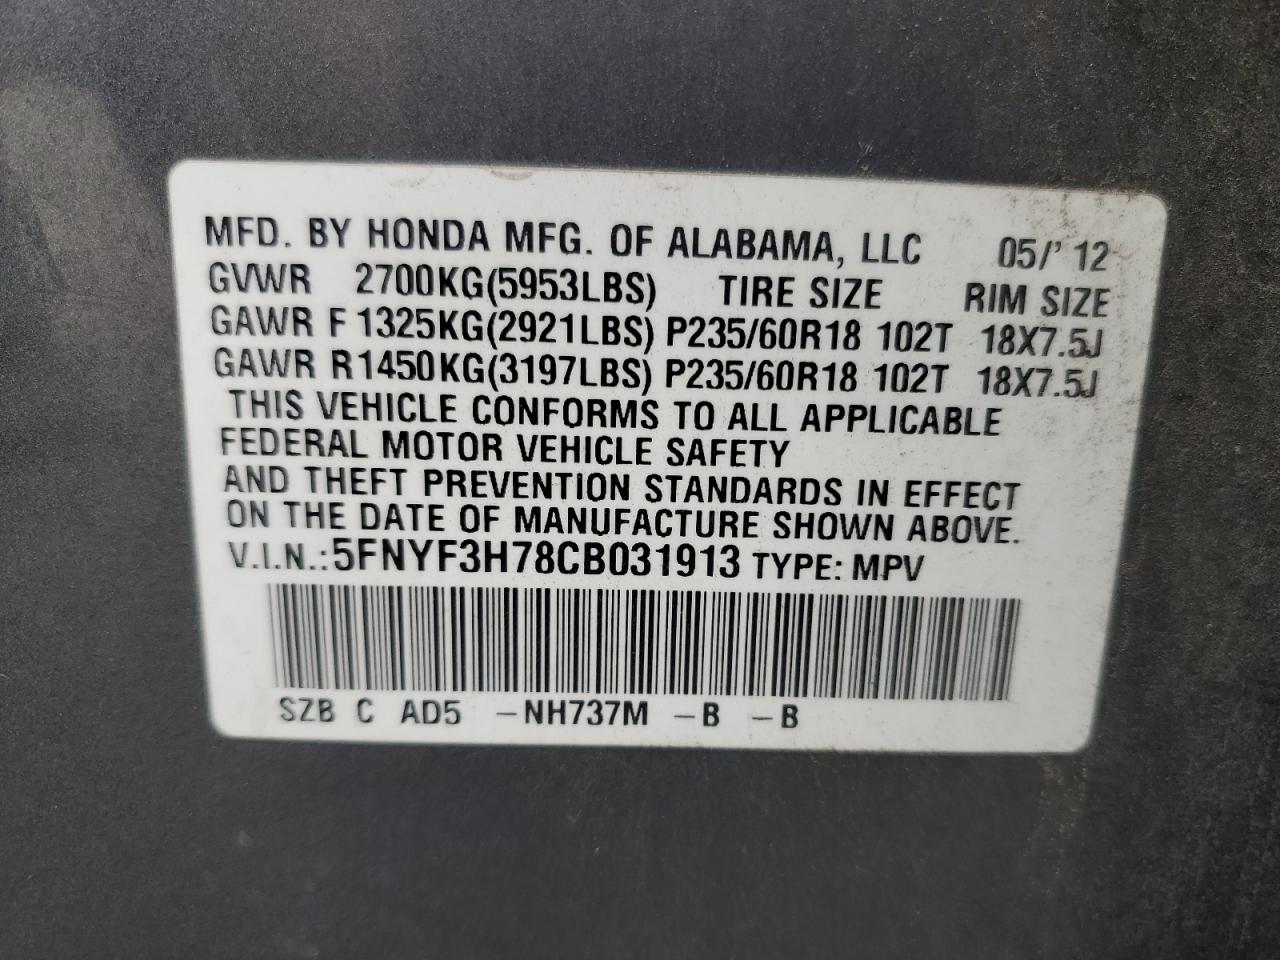 MFD. BY HONDA MFG. OF ALABAMA, LLC 05/' 12
GVWR 2700KG(5953LBS) TIRE SIZE RIM SIZE
GAWR F 1325KG(2921LBS) P235/60R18 102T 18X7.5J
GAWR R1450KG(3197LBS) P235/60R18 102T 18X7.5J
THIS VEHICLE CONFORMS TO ALL APPLICABLE
FEDERAL MOTOR VEHICLE SAFETY
AND THEFT PREVENTION STANDARDS IN EFFECT
ON THE DATE OF MANUFACTURE SHOWN ABOVE.
V.I.N.:5FNYF3H78CB031913 TYPE: MPV
SZB C AD5 -NH737M -B -B